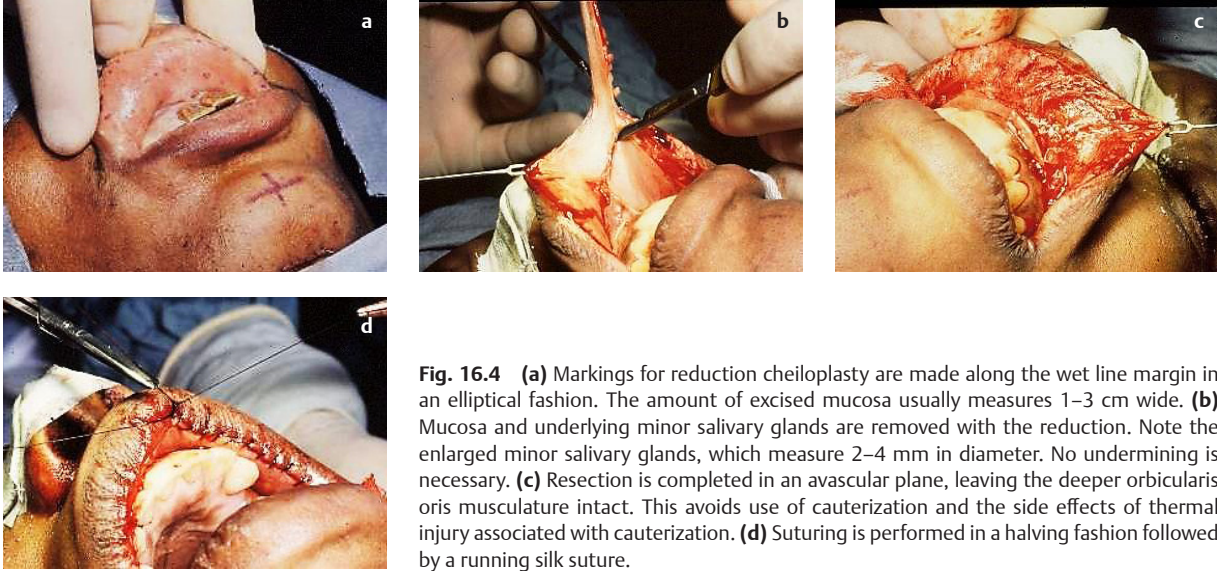 a
b
c
d
Fig. 16.4 (a) Markings for reduction cheiloplasty are made along the wet line margin in
an elliptical fashion. The amount of excised mucosa usually measures 1–3 cm wide. (b)
Mucosa and underlying minor salivary glands are removed with the reduction. Note the
enlarged minor salivary glands, which measure 2–4 mm in diameter. No undermining is
necessary. (c) Resection is completed in an avascular plane, leaving the deeper orbicularis
oris musculature intact. This avoids use of cauterization and the side effects of thermal
injury associated with cauterization. (d) Suturing is performed in a halving fashion followed
by a running silk suture.